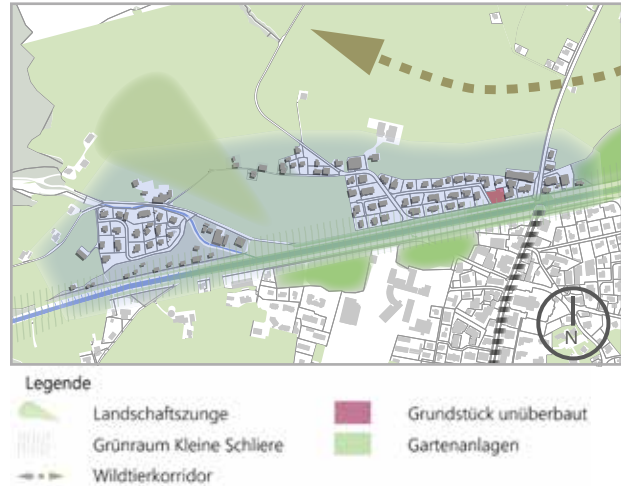 N
Legende
Landschaftszunge
Grünraum Kleine Schliere
Wildtierkorridor
Grundstück unüberbaut
Gartenanlagen